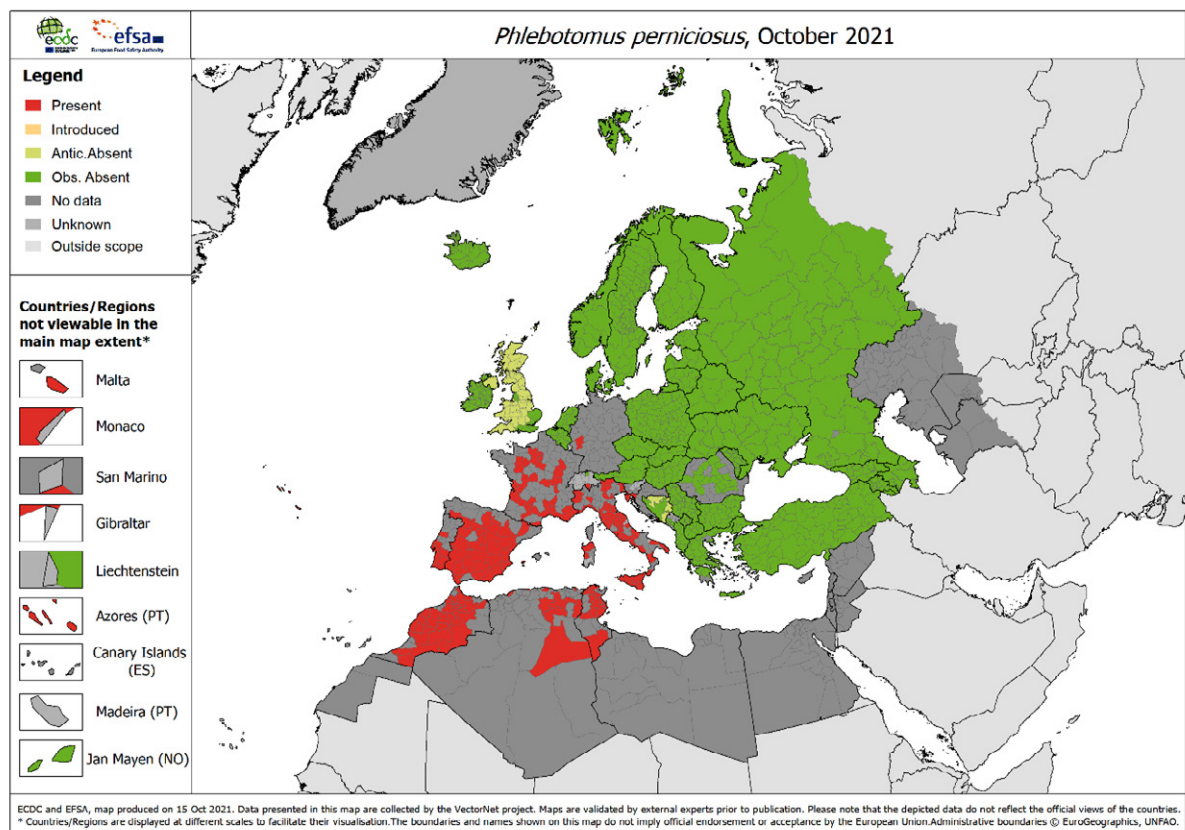 ecdc
efsa
European Food Safety Authority
Phlebotomus perniciosus, October 2021
Legend
Present
Introduced
Antic.Absent
Obs. Absent
No data
Unknown
Outside scope
Countries/Regions
not viewable in the
main map extent*
Malta
Monaco
San Marino
Gibraltar
Liechtenstein
Azores (PT)
Canary Islands
(ES)
Madeira (PT)
Jan Mayen (NO)
ECDC and EFSA, map produced on 15 Oct 2021. Data presented in this map are collected by the VectorNet project. Maps are validated by external experts prior to publication. Please note that the depicted data do not reflect the official views of the countries.
* Countries/Regions are displayed at different scales to facilitate their visualisation.The boundaries and names shown on this map do not imply official endorsement or acceptance by the European Union.Administrative boundaries © EuroGeographics, UNFAO.